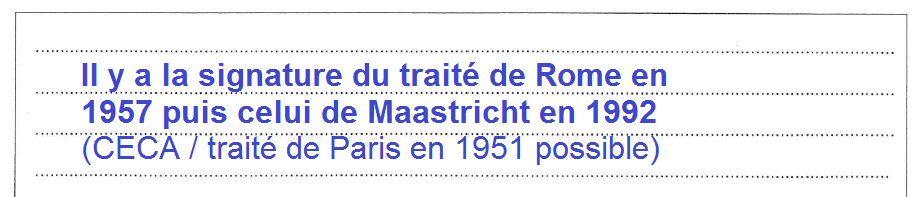 Il y a la signature du traité de Rome en
1957 puis celui de Maastricht en 1992
(CECA / traité de Paris en 1951 possible)